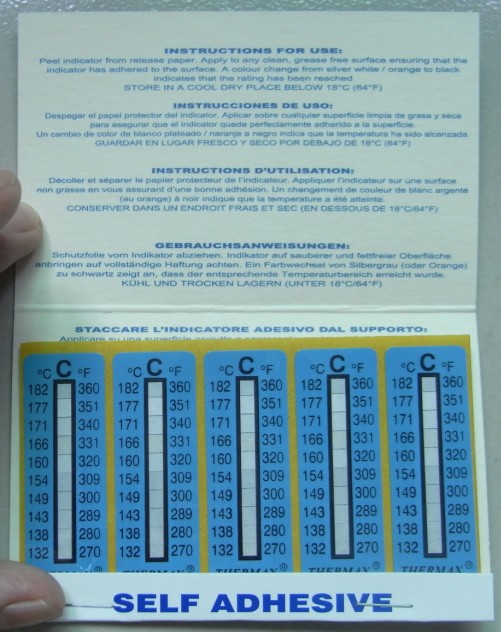 INSTRUCTIONS FOR USE:
Peel indicator from release paper. Apply to any clean, grease free surface ensuring that the
indicator has adhered to the surface. A colour change from silver white / orange to black
indicates that the rating has been reached
STORE IN A COOL DRY PLACE BELOW 18°C (64°F)
INSTRUCCIONES DE USO:
Despegar el papel protector del indicator. Aplicar sobre cualquier superficie limpia de grasa y seca
para asegurar que el indicator quede perfectamente adherido a la superficie.
Un cambio de color de blanco platisado / naranja a negro indica que la temperatura ha sido alcanzada.
GUARDAR EN LUGAR FRESCO Y SECO POR DEBAJO DE 18°C (64°F)
INSTRUCTIONS D'UTILISATION:
Décoller et séparer le papier protecteur de l'indicateur. Appliquer l'indicateur sur une surface
non grasse en vous assurant d'une bonne adhésion. Un changement de couleur de blanc argenté
(au orange) à noir indique que la temperature a été atteinte.
CONSERVER DANS UN ENDROIT FRAIS ET SEC (EN DESSOUS DE 18°C/64°F)
GEBRAUCHSANWEISUNGEN:
Schutzfolle vom Indikator abziehen. Indikator auf sauberer und fettfreier Oberfläche
anbringen auf vollständige Haftung achten. Ein Farbwechsel von Silbergrau (oder Orange)
zu schwartz zeigt an, dass der entsprechende Temperaturbereich erreicht wurde.
KÜHL UND TROCKEN LAGERN (UNTER 18°C/64°F)
STACCARE L'INDICATORE ADESIVO DAL SUPPORTO:
Applicare su una superficie
°C C °F °C C °F °C C °F °C C °F °C C °F
182 360 182 360 182 360 182 360 182 360
177 351 177 351 177 351 177 351 177 351
171 340 171 340 171 340 171 340 171 340
166 331 166 331 166 331 166 331 166 331
160 320 160 320 160 320 160 320 160 320
154 309 154 309 154 309 154 309 154 309
149 300 149 300 149 300 149 300 149 300
143 289 143 289 143 289 143 289 143 289
138 280 138 280 138 280 138 280 138 280
132 270 132 270 132 270 132 270 132 270
THERMAX® THERMAX® THERMAX® THERMAX® THERMAX®
SELF ADHESIVE